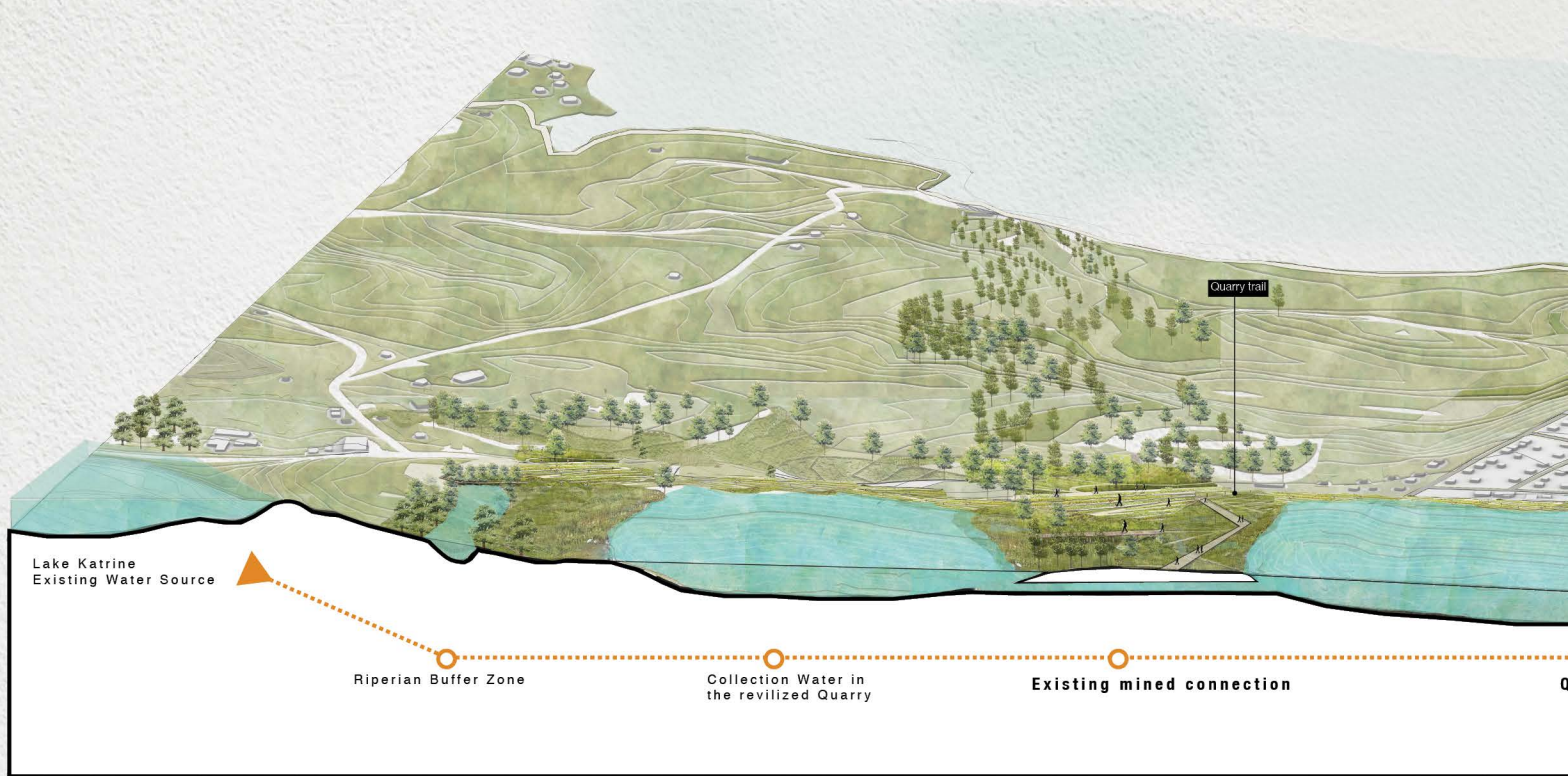 Quarry trail
Lake Katrine
Existing Water Source
Riperian Buffer Zone
Collection Water in
the revilized Quarry
Existing mined connection
Q